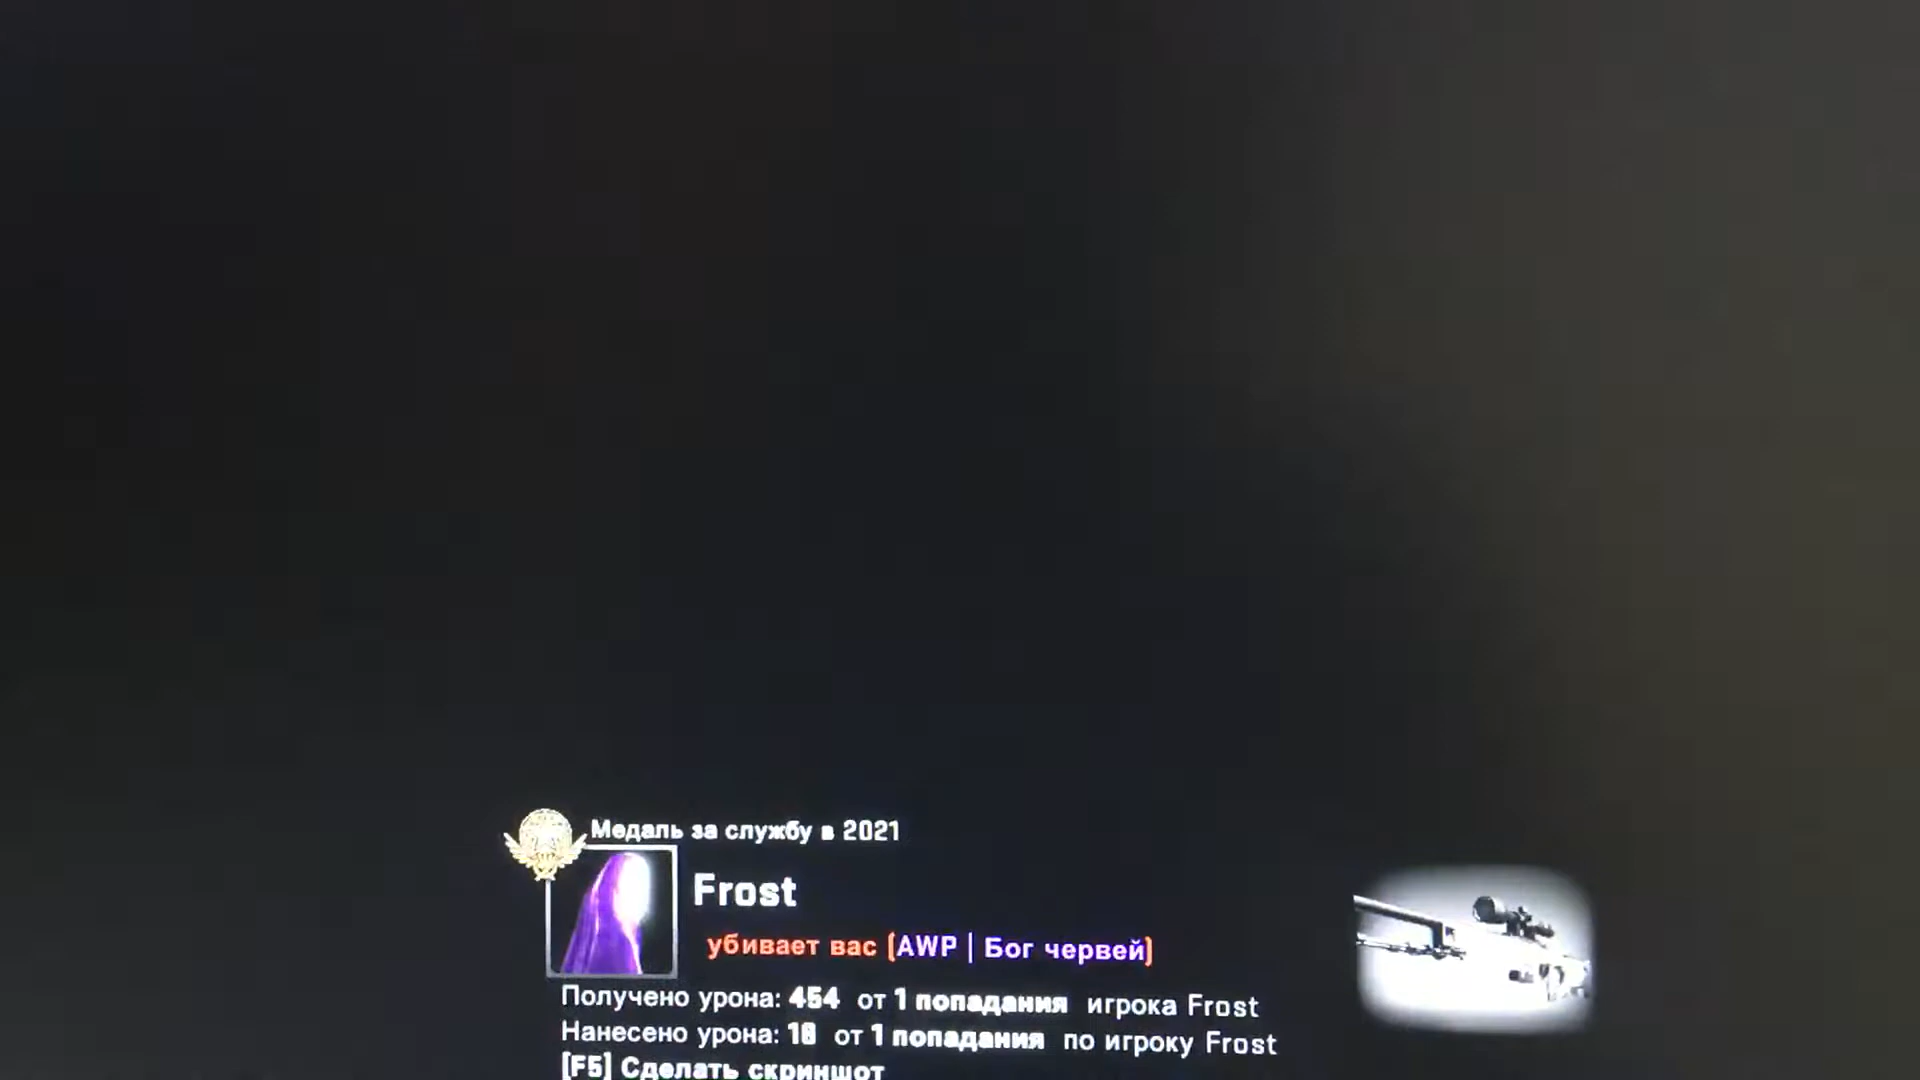 Медаль за службу в 2021
Frost
убивает вас (AWP | Бог червей)
Получено урона: 454 от 1 попадания игрока Frost
Нанесено урона: 18 от 1 попадания по игроку Frost
[F5] Сделать скриншот